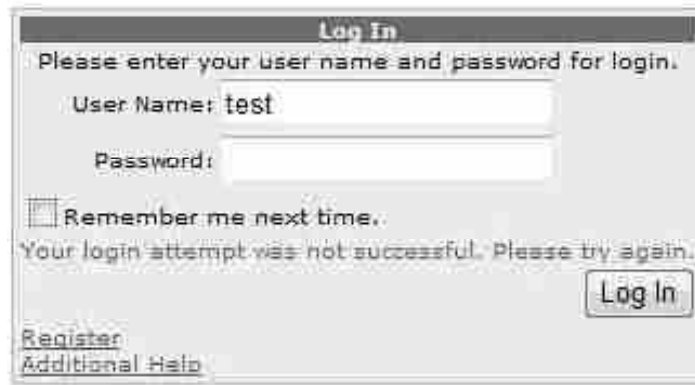 Log In
Please enter your user name and password for login.
User Name: test
Password:
Remember me next time.
Your login attempt was not successful. Please try again.
Log In
Register
Additional Help